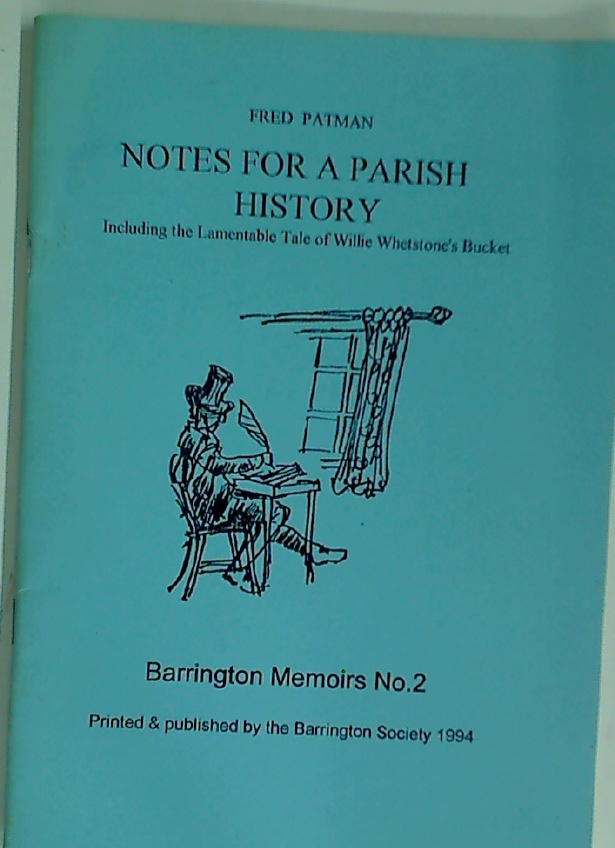 FRED PATMAN
NOTES FOR A PARISH
HISTORY
Including the Lamentable Tale of Willie Whetstone's Bucket
Barrington Memoirs No.2
Printed & published by the Barrington Society 1994